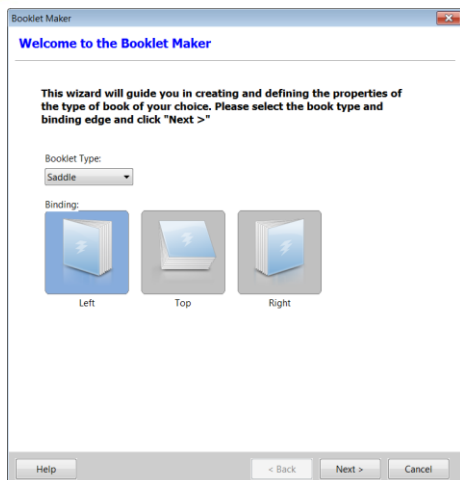 Booklet Maker
Welcome to the Booklet Maker
This wizard will guide you in creating and defining the properties of
the type of book of your choice. Please select the book type and
binding edge and click "Next >"
Booklet Type:
Saddle
Binding:
Left Top Right
Help < Back Next > Cancel